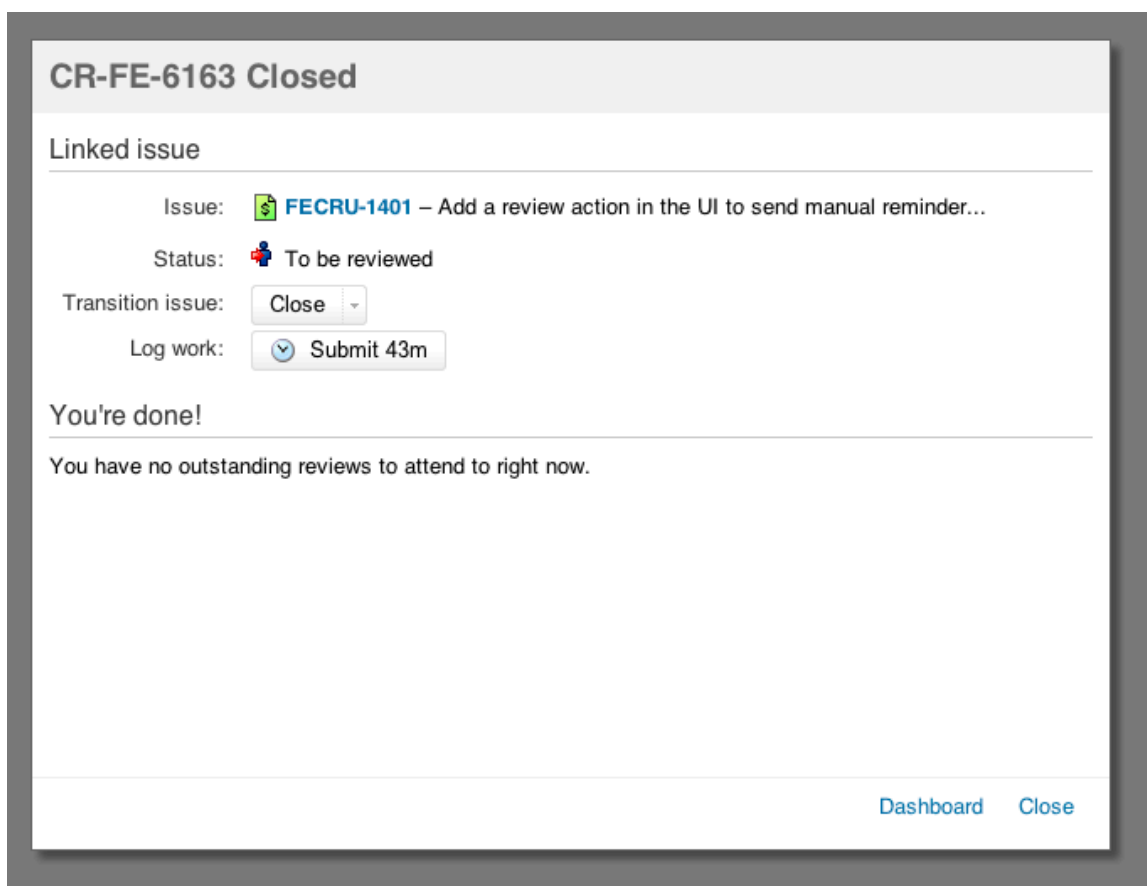 CR-FE-6163 Closed
Linked issue
Issue: FECRU-1401 – Add a review action in the UI to send manual reminder...
Status: To be reviewed
Transition issue: Close
Log work: Submit 43m
You're done!
You have no outstanding reviews to attend to right now.
Dashboard Close